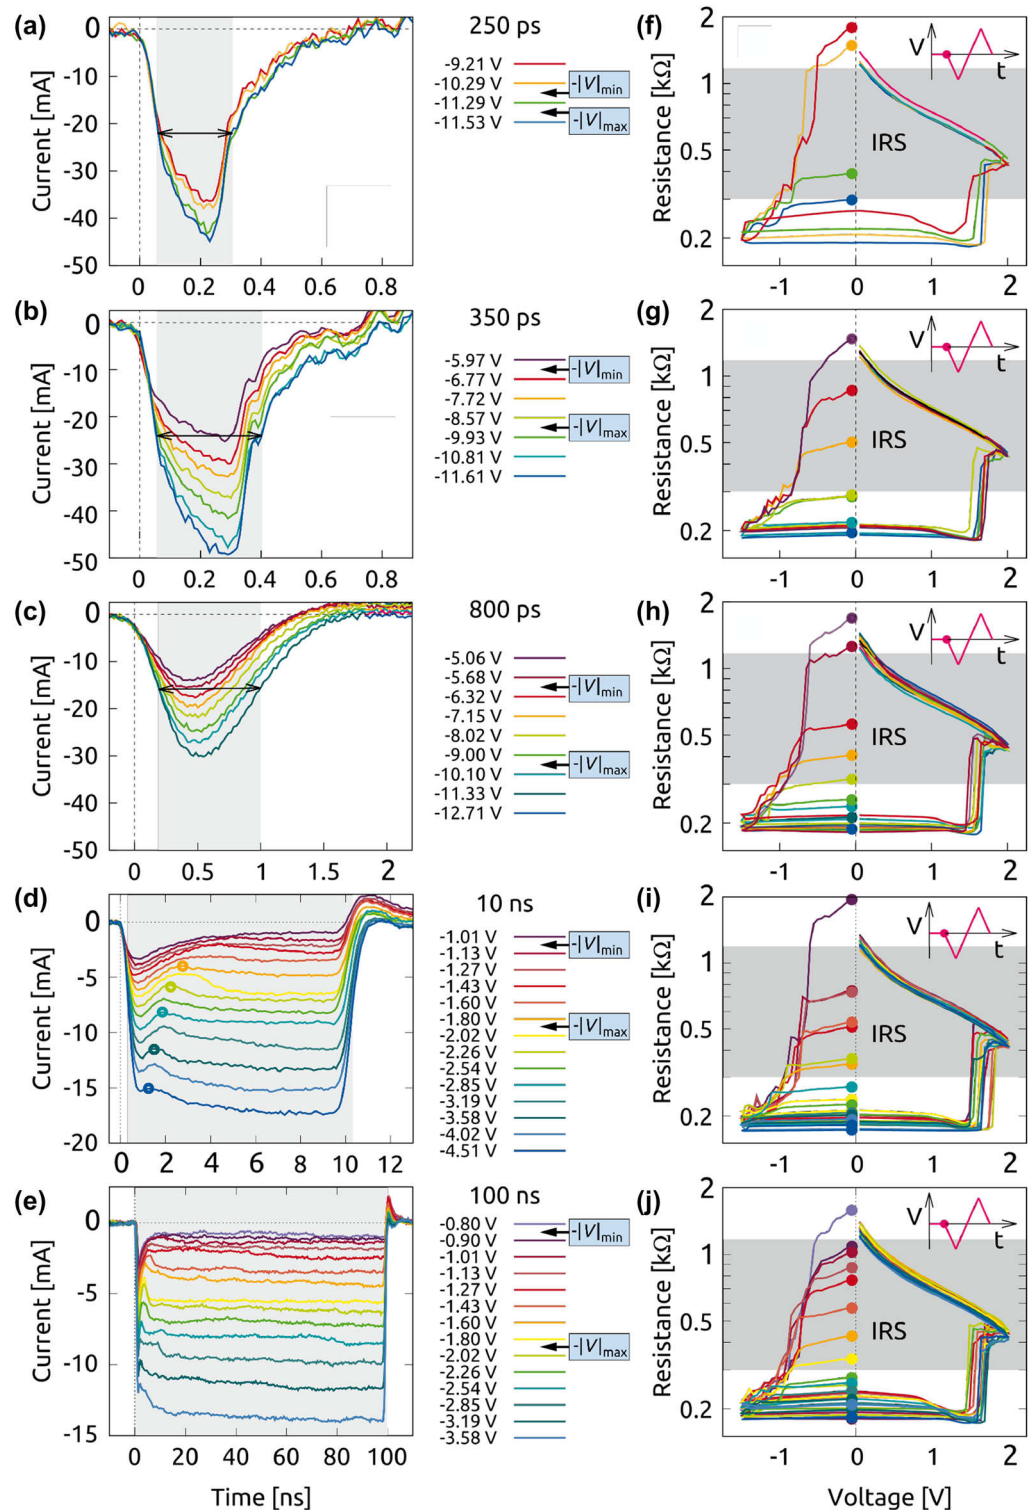 (a)
250 ps
Current [mA]
0
-10
-20
-30
-40
-50
0 0.2 0.4 0.6 0.8
-9.21 V
-10.29 V
-|V|min
-11.29 V
-11.53 V
-|V|max
(f)
Resistance [kΩ]
2
1
0.5
0.2
IRS
V
t
-1 0 1 2
(b)
350 ps
Current [mA]
0
-10
-20
-30
-40
-50
0 0.2 0.4 0.6 0.8
-5.97 V
-|V|min
-6.77 V
-7.72 V
-8.57 V
-|V|max
-9.93 V
-10.81 V
-11.61 V
(g)
Resistance [kΩ]
2
1
0.5
0.2
IRS
V
t
-1 0 1 2
(c)
800 ps
Current [mA]
0
-10
-20
-30
-40
-50
0 0.5 1 1.5 2
-5.06 V
-5.68 V
-|V|min
-6.32 V
-7.15 V
-8.02 V
-9.00 V
-|V|max
-10.10 V
-11.33 V
-12.71 V
(h)
Resistance [kΩ]
2
1
0.5
0.2
IRS
V
t
-1 0 1 2
(d)
10 ns
Current [mA]
0
-5
-10
-15
-20
0 2 4 6 8 10 12
-1.01 V
-|V|min
-1.13 V
-1.27 V
-1.43 V
-1.60 V
-1.80 V
-|V|max
-2.02 V
-2.26 V
-2.54 V
-2.85 V
-3.19 V
-3.58 V
-4.02 V
-4.51 V
(i)
Resistance [kΩ]
2
1
0.5
0.2
IRS
V
t
-1 0 1 2
(e)
100 ns
Current [mA]
0
-5
-10
-15
0 20 40 60 80 100
Time [ns]
-0.80 V
-|V|min
-0.90 V
-1.01 V
-1.13 V
-1.27 V
-1.43 V
-1.60 V
-1.80 V
-|V|max
-2.02 V
-2.26 V
-2.54 V
-2.85 V
-3.19 V
-3.58 V
(j)
Resistance [kΩ]
2
1
0.5
0.2
IRS
V
t
-1 0 1 2
Voltage [V]